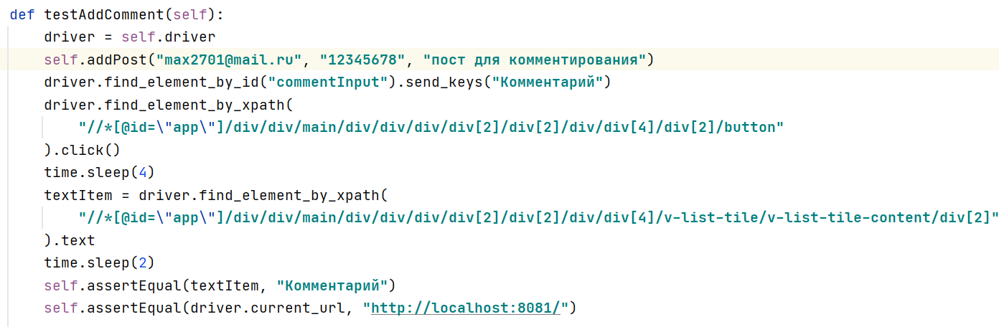 def testAddComment(self):
driver = self.driver
self.addPost("max2701@mail.ru", "12345678", "пост для комментирования")
driver.find_element_by_id("commentInput").send_keys("Комментарий")
driver.find_element_by_xpath(
"//*[@id=\"app\"]/div/div/main/div/div/div/div[2]/div[2]/div/div[4]/div[2]/button"
).click()
time.sleep(4)
textItem = driver.find_element_by_xpath(
"//*[@id=\"app\"]/div/div/main/div/div/div/div[2]/div[2]/div/div[4]/v-list-tile/v-list-tile-content/div[2]"
).text
time.sleep(2)
self.assertEqual(textItem, "Комментарий")
self.assertEqual(driver.current_url, "http://localhost:8081/")